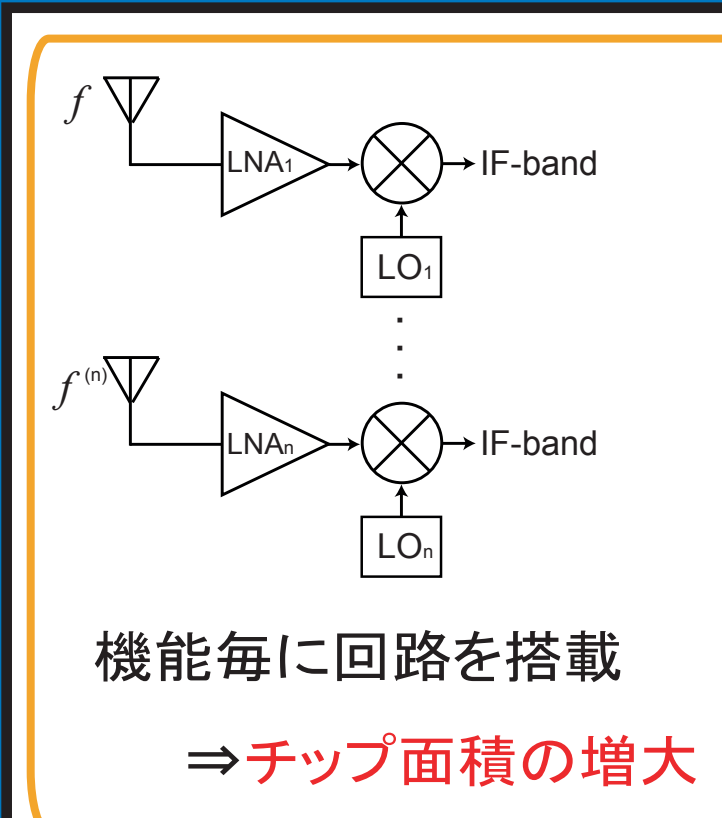 f
LNA₁
IF-band
LO₁
f⁽ⁿ⁾
LNAₙ
IF-band
LOₙ
機能毎に回路を搭載
⇒チップ面積の増大